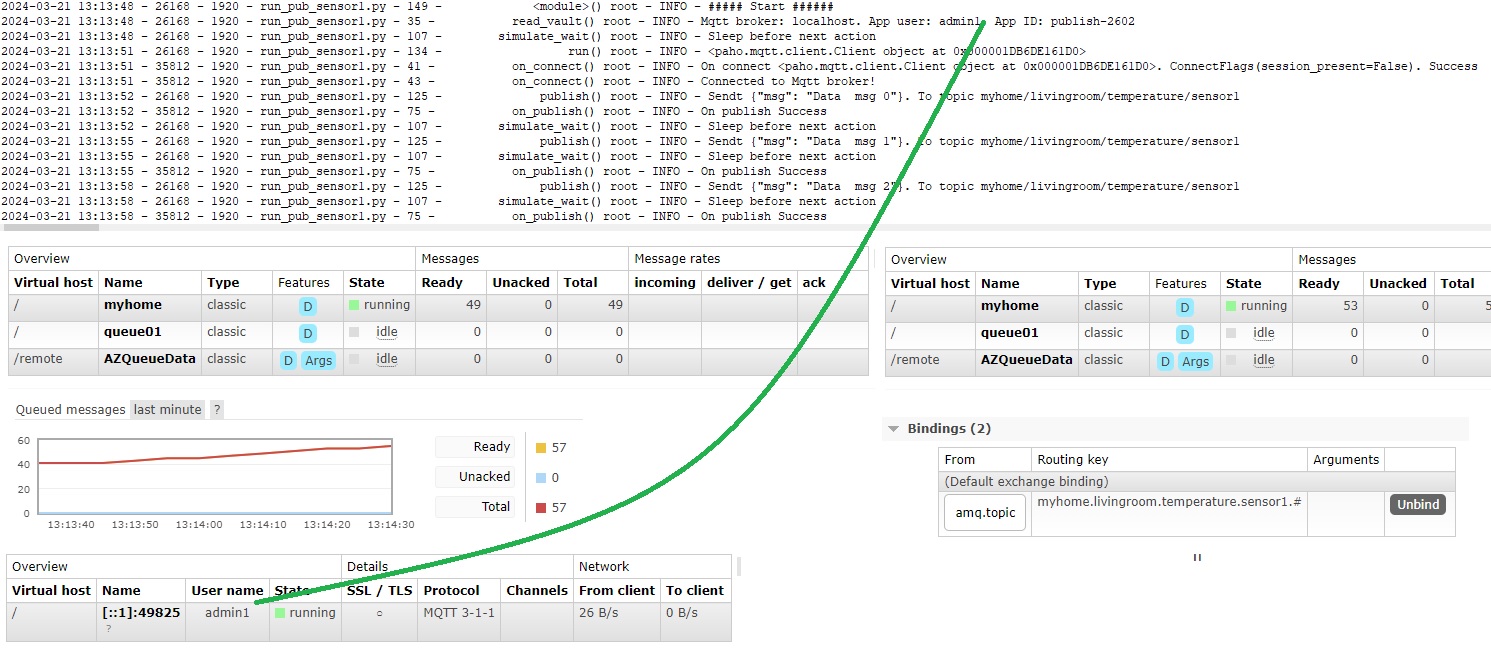 2024-03-21 13:13:48 - 26168 - 1920 - run_pub_sensor1.py - 149 - <module>() root - INFO - ##### Start ######
2024-03-21 13:13:48 - 26168 - 1920 - run_pub_sensor1.py - 35 - read_vault() root - INFO - Mqtt broker: localhost. App user: admin1. App ID: publish-2602
2024-03-21 13:13:48 - 26168 - 1920 - run_pub_sensor1.py - 107 - simulate_wait() root - INFO - Sleep before next action
2024-03-21 13:13:51 - 26168 - 1920 - run_pub_sensor1.py - 134 - run() root - INFO - <paho.mqtt.client.Client object at 0x000001DB6DE161D0>
2024-03-21 13:13:51 - 35812 - 1920 - run_pub_sensor1.py - 41 - on_connect() root - INFO - On connect <paho.mqtt.client.Client object at 0x000001DB6DE161D0>. ConnectFlags(session_present=False). Success
2024-03-21 13:13:51 - 35812 - 1920 - run_pub_sensor1.py - 43 - on_connect() root - INFO - Connected to Mqtt broker!
2024-03-21 13:13:52 - 26168 - 1920 - run_pub_sensor1.py - 125 - publish() root - INFO - Sendt {"msg": "Data  msg 0"}. To topic myhome/livingroom/temperature/sensor1
2024-03-21 13:13:52 - 35812 - 1920 - run_pub_sensor1.py - 75 - on_publish() root - INFO - On publish Success
2024-03-21 13:13:52 - 26168 - 1920 - run_pub_sensor1.py - 107 - simulate_wait() root - INFO - Sleep before next action
2024-03-21 13:13:55 - 26168 - 1920 - run_pub_sensor1.py - 125 - publish() root - INFO - Sendt {"msg": "Data  msg 1"}. To topic myhome/livingroom/temperature/sensor1
2024-03-21 13:13:55 - 26168 - 1920 - run_pub_sensor1.py - 107 - simulate_wait() root - INFO - Sleep before next action
2024-03-21 13:13:55 - 35812 - 1920 - run_pub_sensor1.py - 75 - on_publish() root - INFO - On publish Success
2024-03-21 13:13:58 - 26168 - 1920 - run_pub_sensor1.py - 125 - publish() root - INFO - Sendt {"msg": "Data  msg 2"}. To topic myhome/livingroom/temperature/sensor1
2024-03-21 13:13:58 - 26168 - 1920 - run_pub_sensor1.py - 107 - simulate_wait() root - INFO - Sleep before next action
2024-03-21 13:13:58 - 35812 - 1920 - run_pub_sensor1.py - 75 - on_publish() root - INFO - On publish Success
Overview Messages Message rates
Virtual host Name Type Features State Ready Unacked Total incoming deliver / get ack
/ myhome classic D running 49 0 49
/ queue01 classic D idle 0 0 0
/remote AZQueueData classic D Args idle 0 0 0
Overview Messages
Virtual host Name Type Features State Ready Unacked Total
/ myhome classic D running 53 0 5
/ queue01 classic D idle 0 0
/remote AZQueueData classic D Args idle 0 0
Queued messages last minute ?
60
40
20
0
13:13:40 13:13:50 13:14:00 13:14:10 13:14:20 13:14:30
Ready 57
Unacked 0
Total 57
Bindings (2)
From Routing key Arguments
(Default exchange binding)
amq.topic myhome.livingroom.temperature.sensor1.# Unbind
Overview Details Network
Virtual host Name User name State SSL / TLS Protocol Channels From client To client
/ [::1]:49825 admin1 running ○ MQTT 3-1-1 26 B/s 0 B/s
?